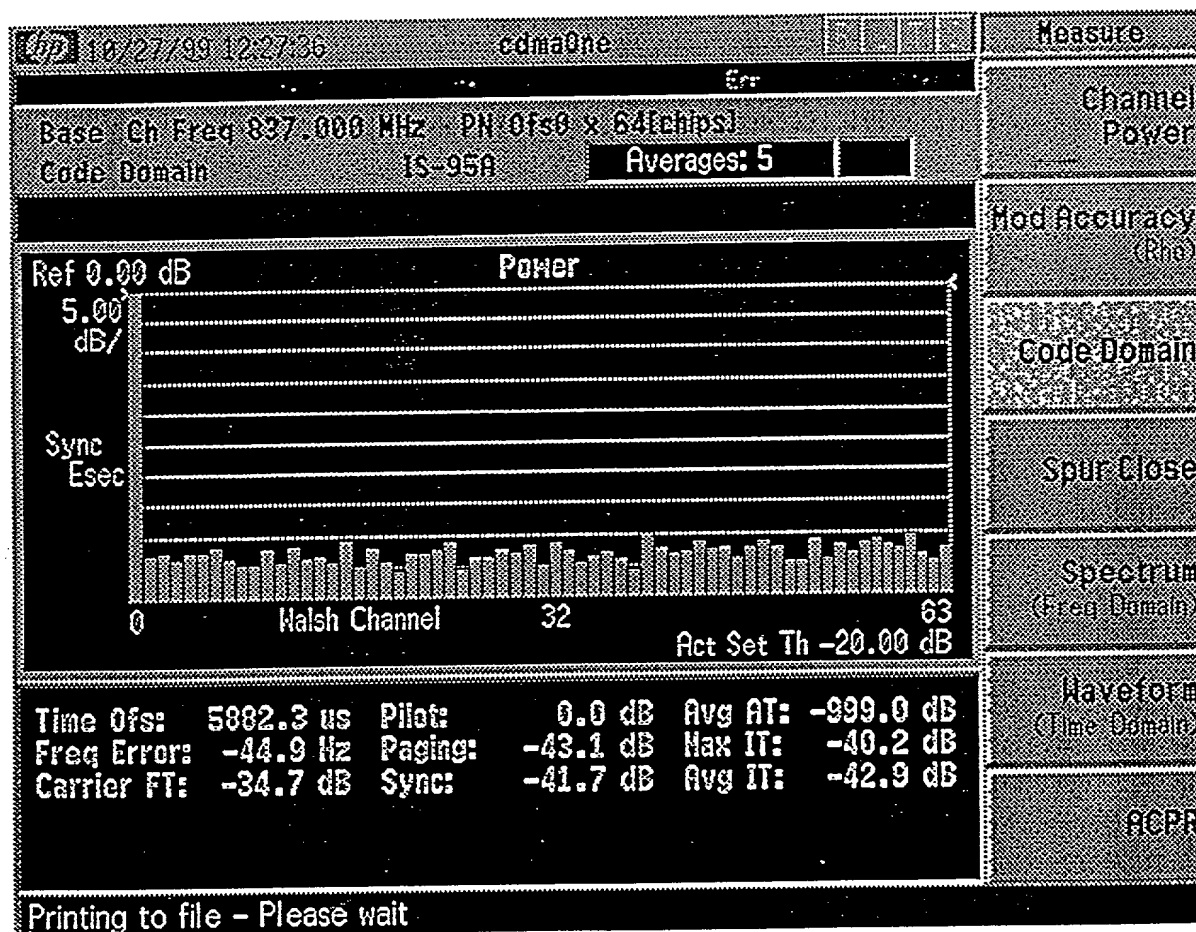 hp 10/27/99 12:27:36 cdmaOne Measure
Err
Base Ch Freq 837.000 MHz PN Ofs0 x 64[chips]
Code Domain IS-95A Averages: 5
Channel
Power
Mod Accuracy
(Rho)
Code Domain
Spur Close
Spectrum
(Freq Domain)
Waveform
(Time Domain)
ACPR
Ref 0.00 dB Power
5.00
dB/
Sync
Esec
0 Walsh Channel 32 63
Act Set Th -20.00 dB
Time Ofs: 5882.3 us Pilot: 0.0 dB Avg AT: -999.0 dB
Freq Error: -44.9 Hz Paging: -43.1 dB Max IT: -40.2 dB
Carrier FT: -34.7 dB Sync: -41.7 dB Avg IT: -42.9 dB
Printing to file - Please wait